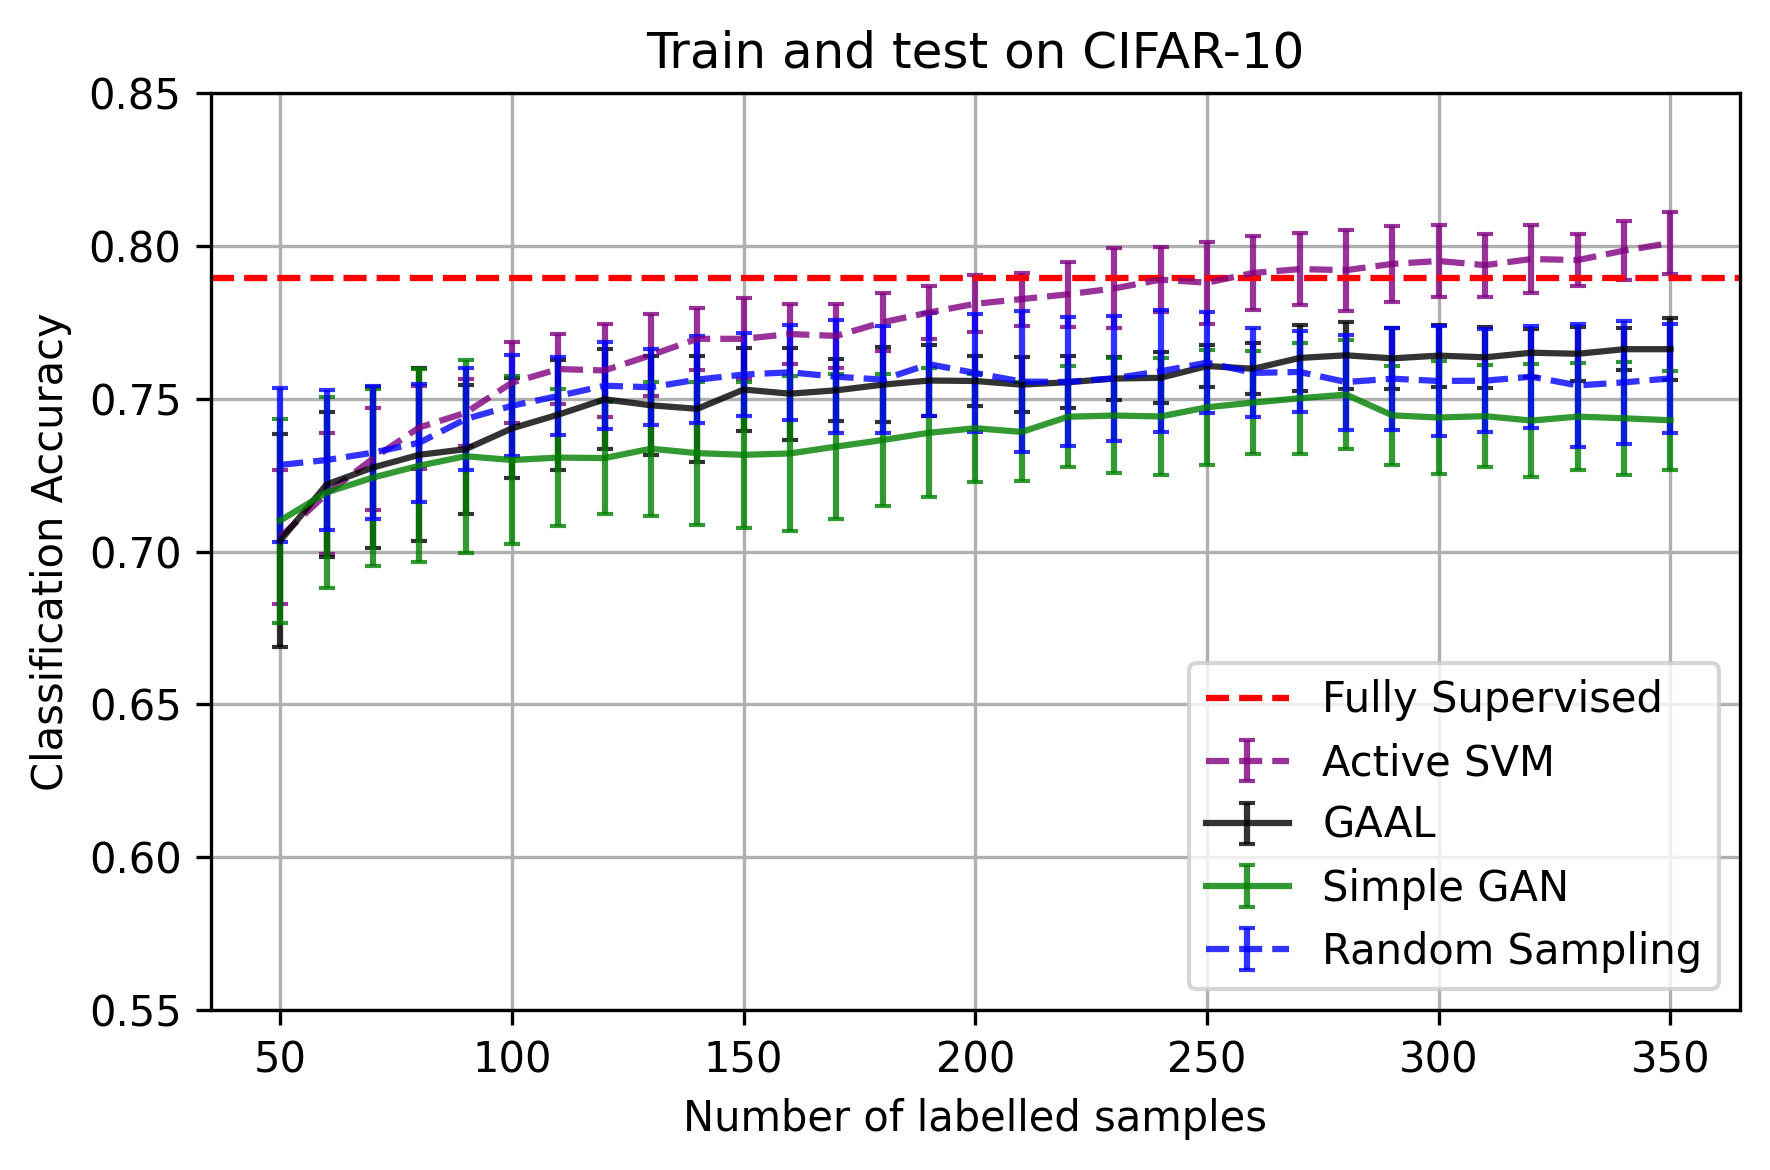 Train and test on CIFAR-10
0.85
0.80
0.75
0.70
0.65
0.60
0.55
Classification Accuracy
50 100 150 200 250 300 350
Number of labelled samples
Fully Supervised
Active SVM
GAAL
Simple GAN
Random Sampling